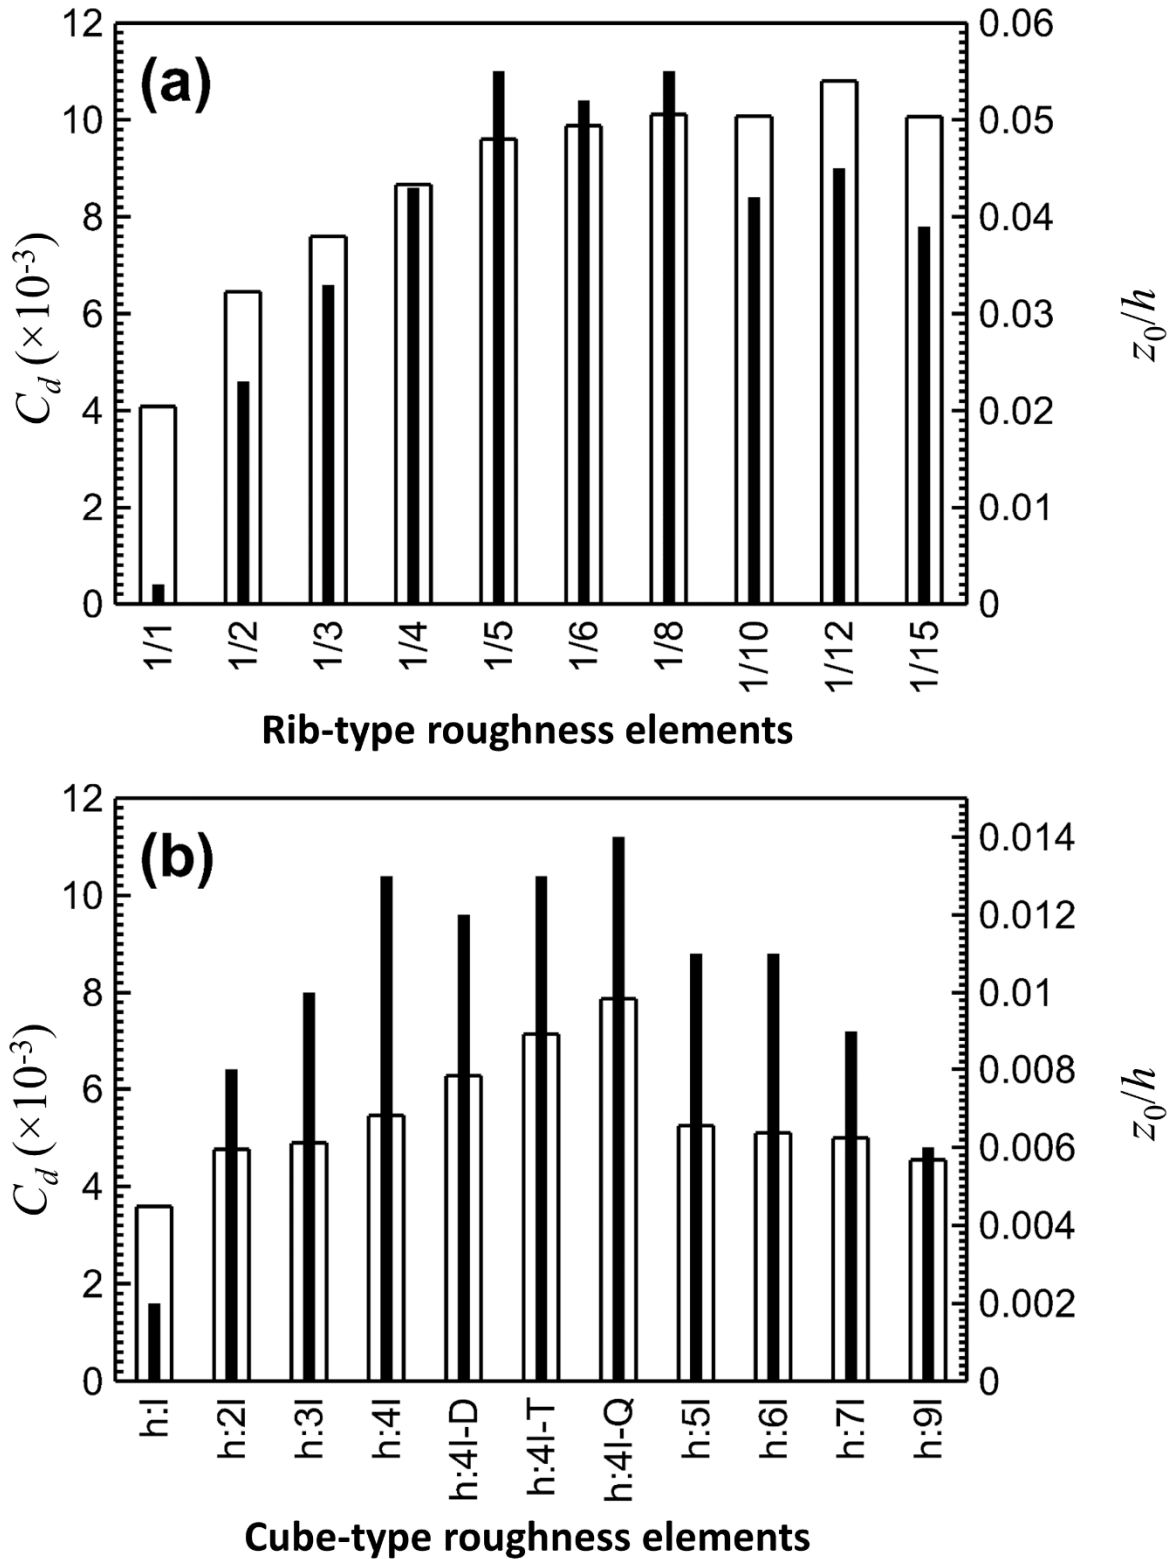 (a)
12
10
8
6
4
2
0
C_d (×10⁻³)
0.06
0.05
0.04
0.03
0.02
0.01
0
z₀/h
1/1
1/2
1/3
1/4
1/5
1/6
1/8
1/10
1/12
1/15
Rib-type roughness elements
(b)
12
10
8
6
4
2
0
C_d (×10⁻³)
0.014
0.012
0.01
0.008
0.006
0.004
0.002
0
z₀/h
h:l
h:2l
h:3l
h:4l
h:4l-D
h:4l-T
h:4l-Q
h:5l
h:6l
h:7l
h:9l
Cube-type roughness elements